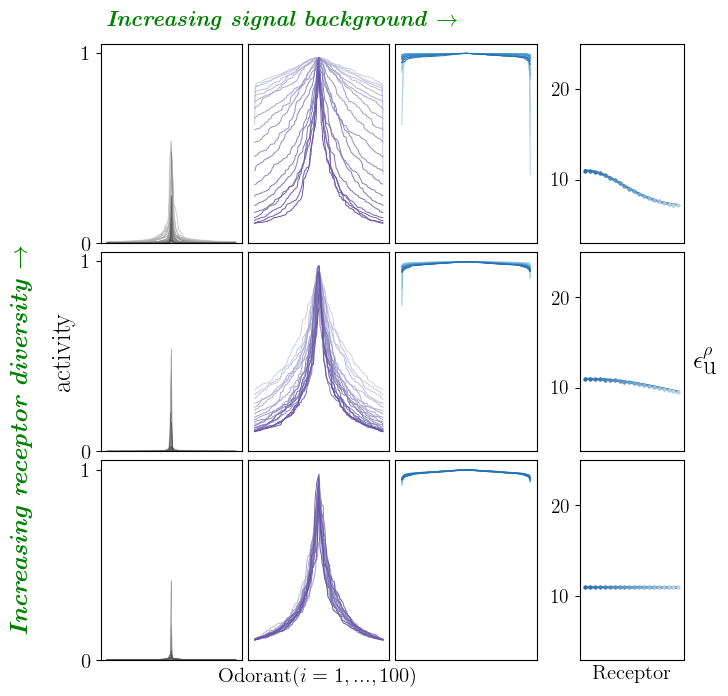 Increasing signal background →
1
0
20
10
1
0
20
10
1
0
20
10
Increasing receptor diversity →
activity
ϵ_U^ρ
Odorant(i = 1, ..., 100)
Receptor